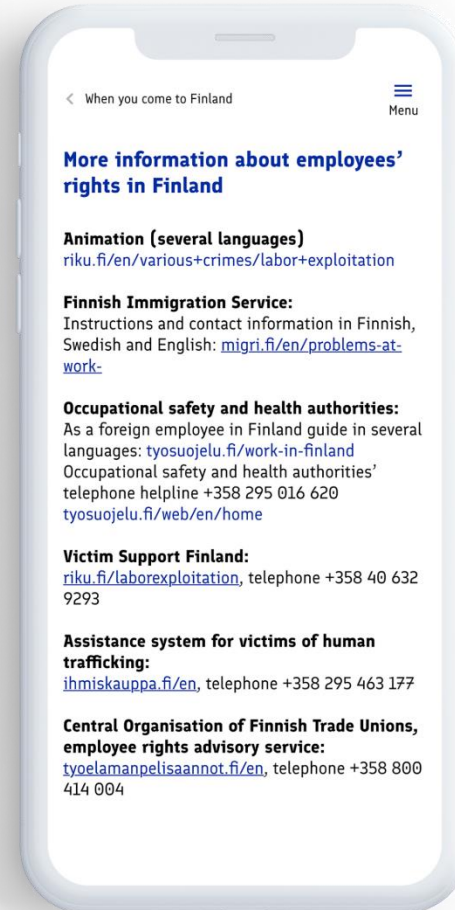 When you come to Finland
Menu
More information about employees'
rights in Finland
Animation (several languages)
riku.fi/en/various+crimes/labor+exploitation
Finnish Immigration Service:
Instructions and contact information in Finnish,
Swedish and English: migri.fi/en/problems-at-
work-
Occupational safety and health authorities:
As a foreign employee in Finland guide in several
languages: tyosuojelu.fi/work-in-finland
Occupational safety and health authorities'
telephone helpline +358 295 016 620
tyosuojelu.fi/web/en/home
Victim Support Finland:
riku.fi/laborexploitation, telephone +358 40 632
9293
Assistance system for victims of human
trafficking:
ihmiskauppa.fi/en, telephone +358 295 463 177
Central Organisation of Finnish Trade Unions,
employee rights advisory service:
tyoelamanpelisaannot.fi/en, telephone +358 800
414 004